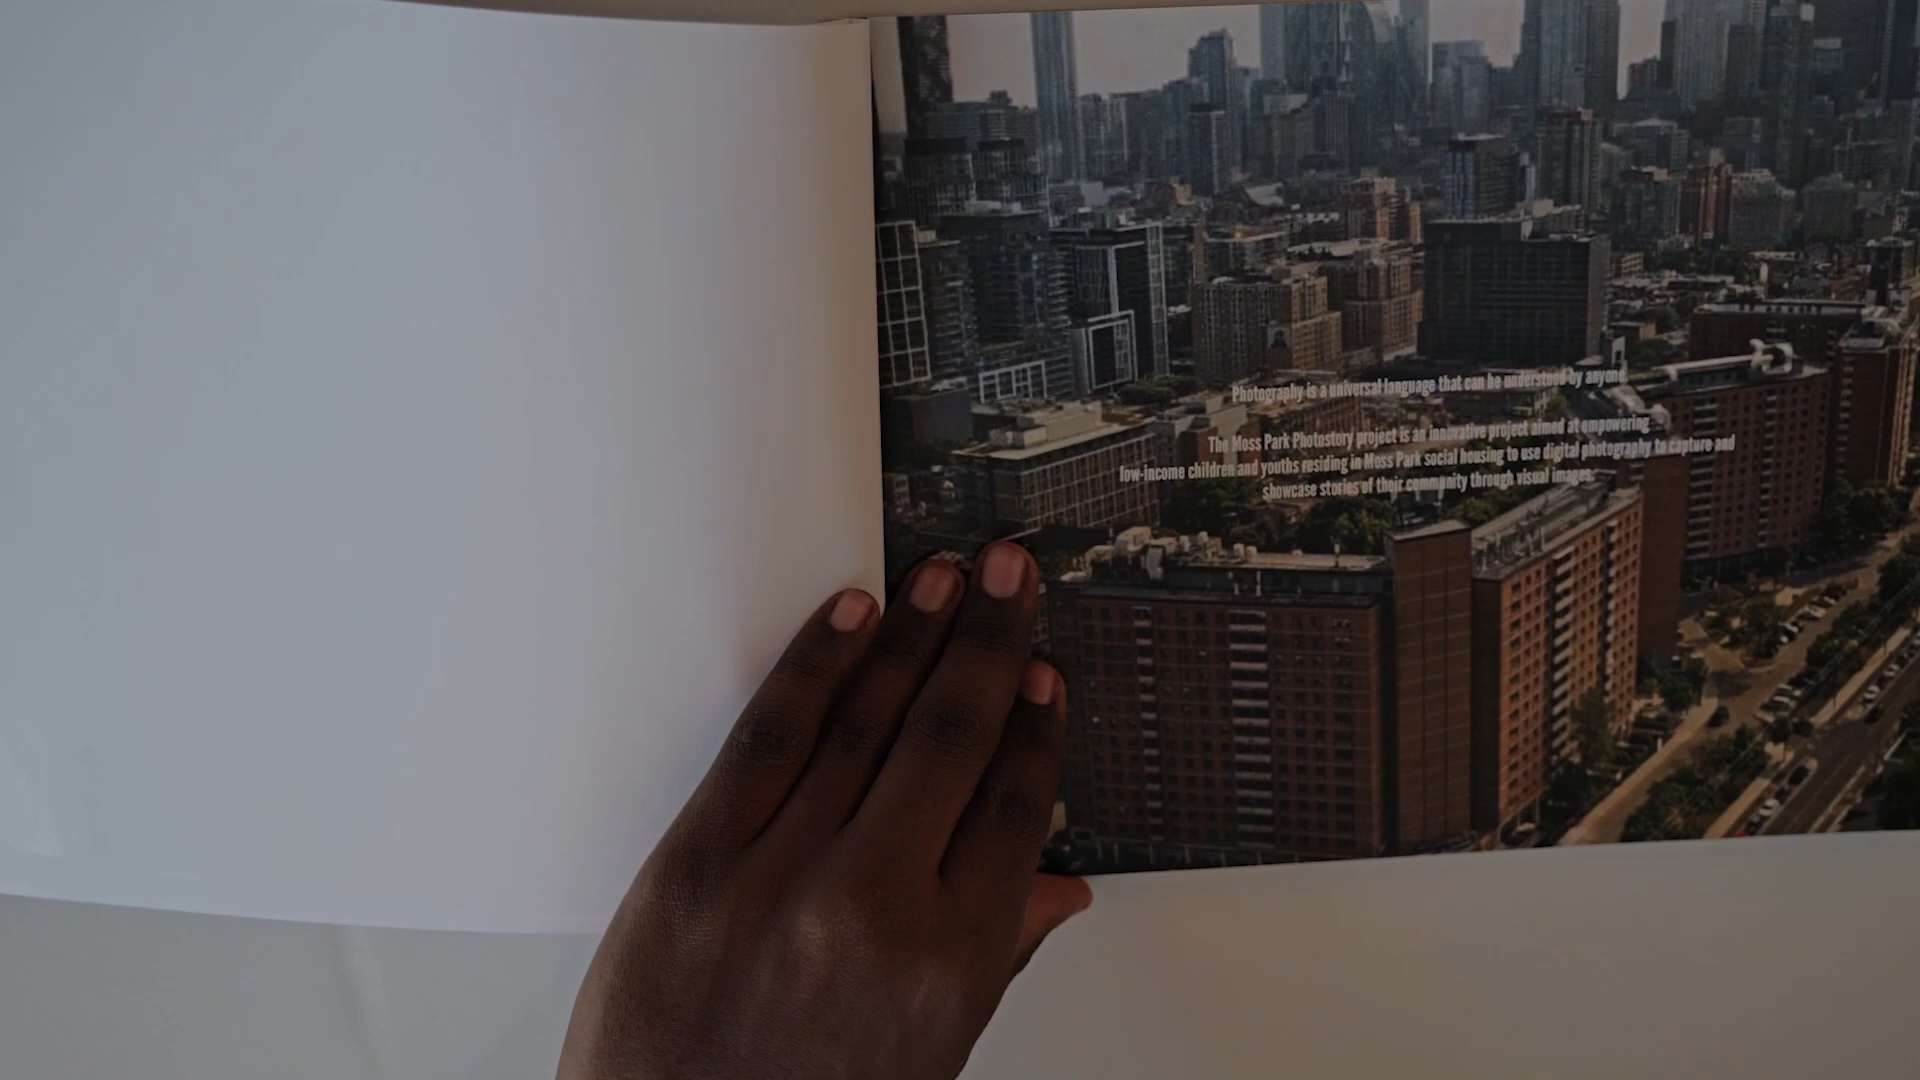 Photography is a universal language that can be understood by anyone.
The Moss Park Photostory project is an innovative project aimed at empowering
low-income children and youths residing in Moss Park social housing to use digital photography to capture and
showcase stories of their community through visual images.